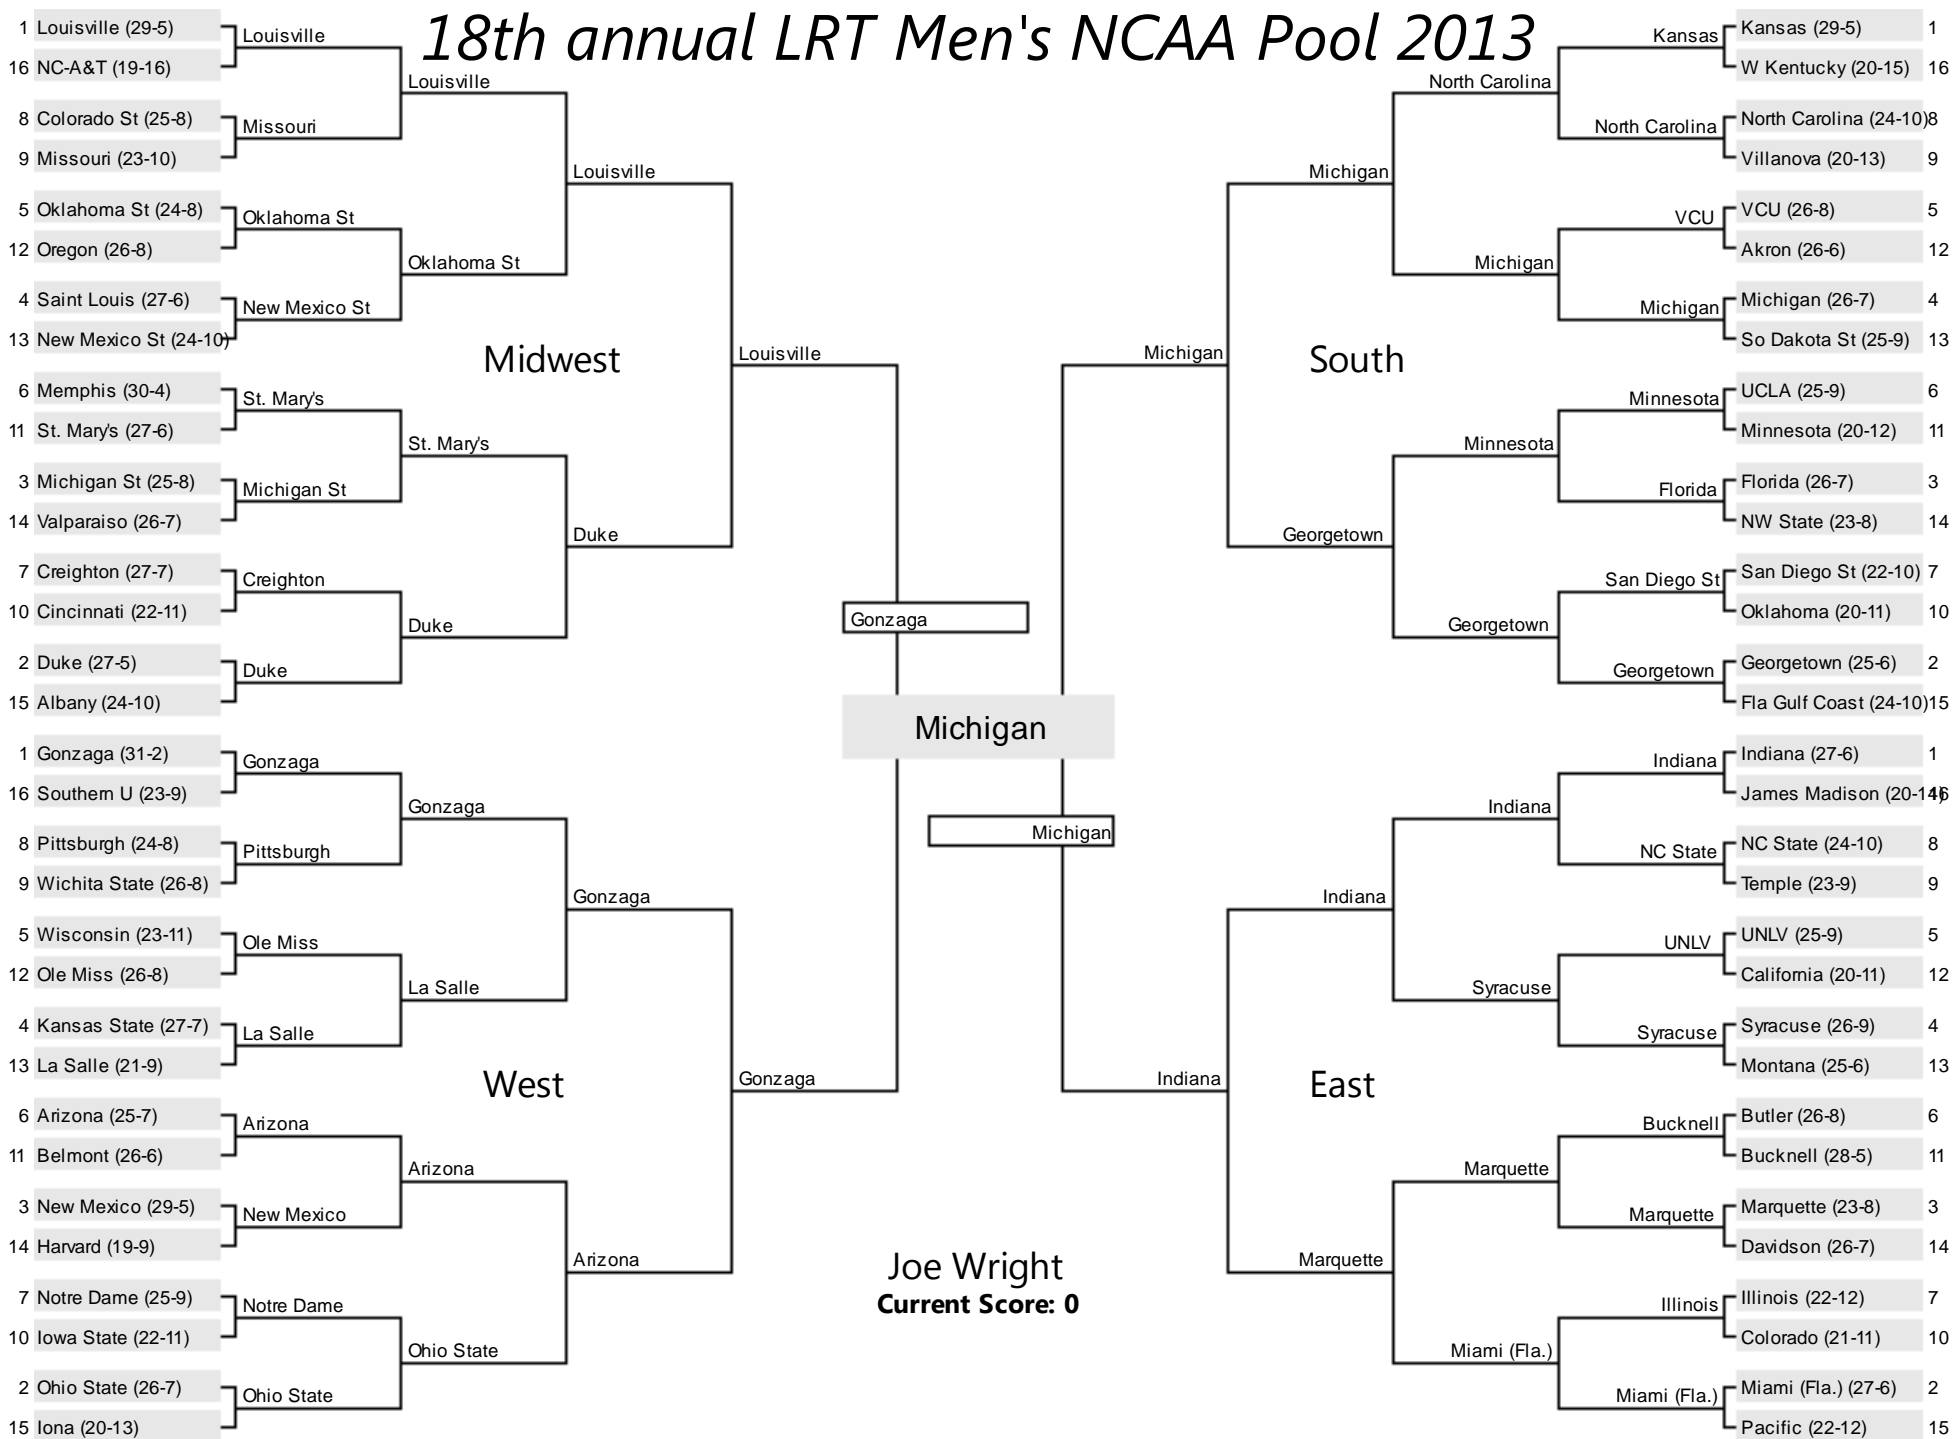 18th annual LRT Men's NCAA Pool 2013
1 Louisville (29-5)
16 NC-A&T (19-16)
8 Colorado St (25-8)
9 Missouri (23-10)
5 Oklahoma St (24-8)
12 Oregon (26-8)
4 Saint Louis (27-6)
13 New Mexico St (24-10)
6 Memphis (30-4)
11 St. Mary's (27-6)
3 Michigan St (25-8)
14 Valparaiso (26-7)
7 Creighton (27-7)
10 Cincinnati (22-11)
2 Duke (27-5)
15 Albany (24-10)
Louisville
Missouri
Oklahoma St
New Mexico St
St. Mary's
Michigan St
Creighton
Duke
Louisville
Oklahoma St
St. Mary's
Duke
Louisville
Duke
Louisville
Midwest
1 Gonzaga (31-2)
16 Southern U (23-9)
8 Pittsburgh (24-8)
9 Wichita State (26-8)
5 Wisconsin (23-11)
12 Ole Miss (26-8)
4 Kansas State (27-7)
13 La Salle (21-9)
6 Arizona (25-7)
11 Belmont (26-6)
3 New Mexico (29-5)
14 Harvard (19-9)
7 Notre Dame (25-9)
10 Iowa State (22-11)
2 Ohio State (26-7)
15 Iona (20-13)
Gonzaga
Pittsburgh
Ole Miss
La Salle
Arizona
New Mexico
Notre Dame
Ohio State
Gonzaga
La Salle
Arizona
Ohio State
Gonzaga
Arizona
Gonzaga
West
Gonzaga
Michigan
Michigan
Joe Wright
Current Score: 0
Kansas (29-5) 1
W Kentucky (20-15) 16
North Carolina (24-10) 8
Villanova (20-13) 9
VCU (26-8) 5
Akron (26-6) 12
Michigan (26-7) 4
So Dakota St (25-9) 13
UCLA (25-9) 6
Minnesota (20-12) 11
Florida (26-7) 3
NW State (23-8) 14
San Diego St (22-10) 7
Oklahoma (20-11) 10
Georgetown (25-6) 2
Fla Gulf Coast (24-10) 15
Kansas
North Carolina
VCU
Michigan
Minnesota
Florida
San Diego St
Georgetown
North Carolina
Michigan
Minnesota
Georgetown
Michigan
Georgetown
Michigan
South
Indiana (27-6) 1
James Madison (20-14) 16
NC State (24-10) 8
Temple (23-9) 9
UNLV (25-9) 5
California (20-11) 12
Syracuse (26-9) 4
Montana (25-6) 13
Butler (26-8) 6
Bucknell (28-5) 11
Marquette (23-8) 3
Davidson (26-7) 14
Illinois (22-12) 7
Colorado (21-11) 10
Miami (Fla.) (27-6) 2
Pacific (22-12) 15
Indiana
NC State
UNLV
Syracuse
Bucknell
Marquette
Illinois
Miami (Fla.)
Indiana
Syracuse
Marquette
Miami (Fla.)
Indiana
Marquette
Indiana
East